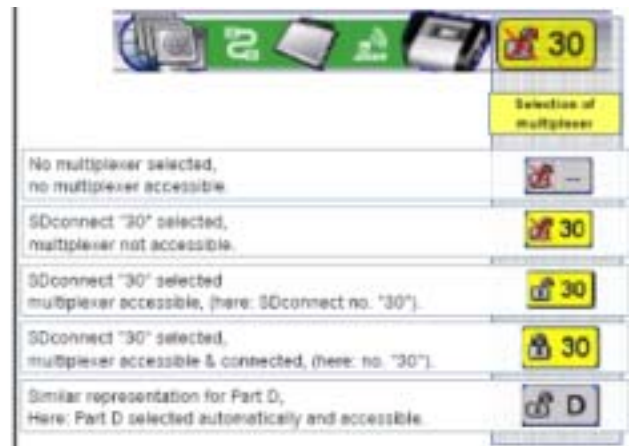 30
Selection of
multiplexer
No multiplexer selected,
no multiplexer accessible.
--
SDconnect "30" selected,
multiplexer not accessible.
30
SDconnect "30" selected
multiplexer accessible, (here: SDconnect no. "30").
30
SDconnect "30" selected,
multiplexer accessible & connected, (here: no. "30").
30
Similar representation for Part D,
Here: Part D selected automatically and accessible.
D